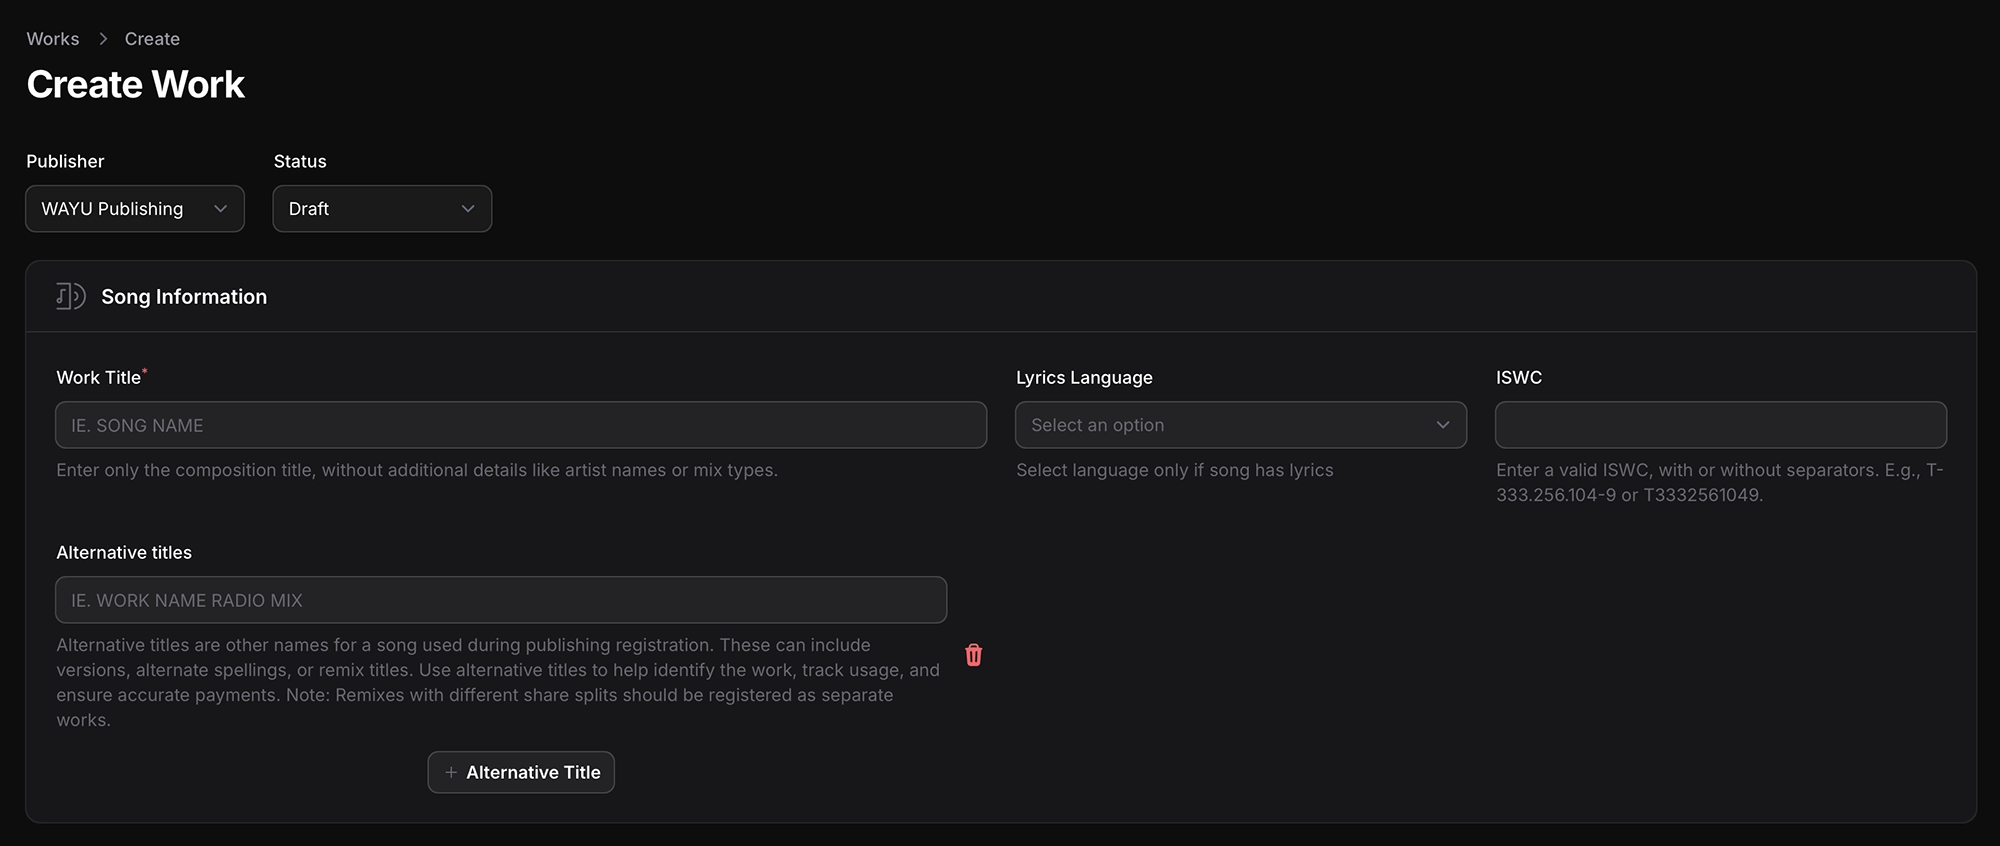 Works > Create
Create Work
Publisher Status
WAYU Publishing Draft
Song Information
Work Title* Lyrics Language ISWC
IE. SONG NAME Select an option
Enter only the composition title, without additional details like artist names or mix types.
Select language only if song has lyrics
Enter a valid ISWC, with or without separators. E.g., T-
333.256.104-9 or T3332561049.
Alternative titles
IE. WORK NAME RADIO MIX
Alternative titles are other names for a song used during publishing registration. These can include
versions, alternate spellings, or remix titles. Use alternative titles to help identify the work, track usage, and
ensure accurate payments. Note: Remixes with different share splits should be registered as separate
works.
+ Alternative Title